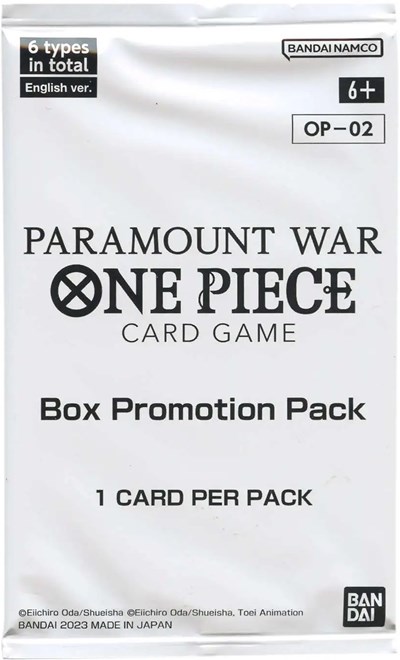 6 types
in total
English ver.
BANDAI NAMCO
6+
OP-02
PARAMOUNT WAR
ONE PIECE
CARD GAME
Box Promotion Pack
1 CARD PER PACK
©Eiichiro Oda/Shueisha ©Eiichiro Oda/Shueisha, Toei Animation
BANDAI 2023 MADE IN JAPAN
BAN
DAI